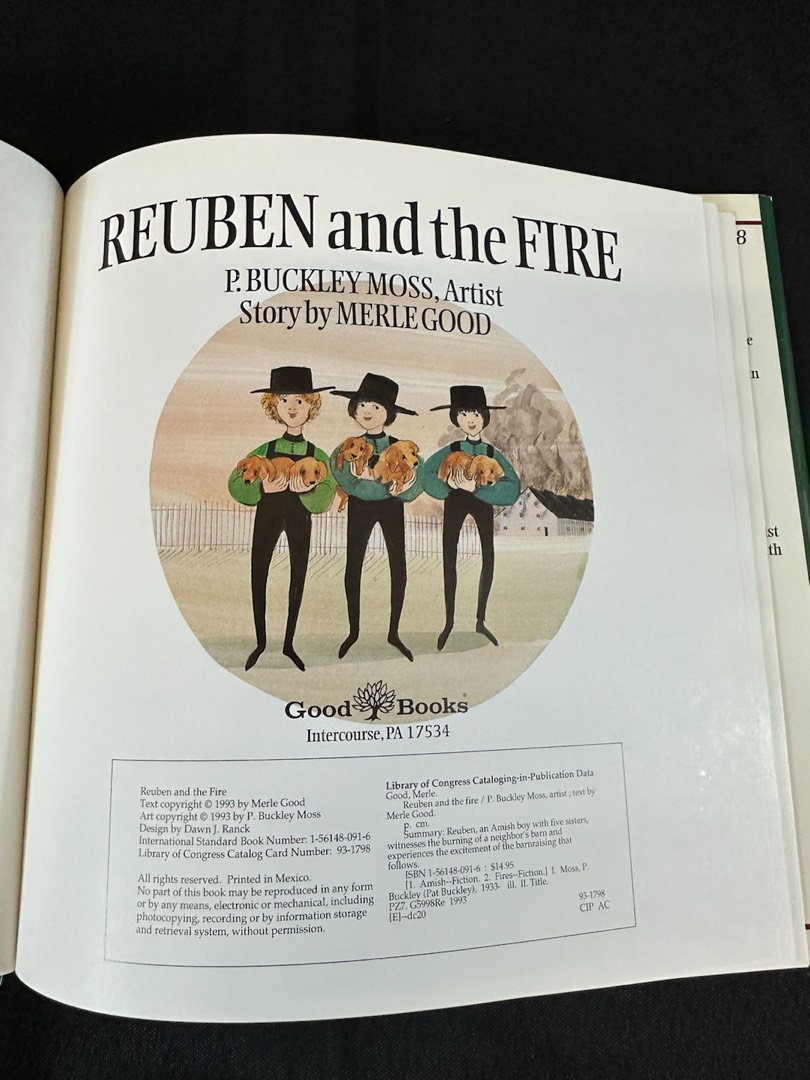 REUBEN and the FIRE
P. BUCKLEY MOSS, Artist
Story by MERLE GOOD
Good Books®
Intercourse, PA 17534
Reuben and the Fire
Text copyright © 1993 by Merle Good
Art copyright © 1993 by P. Buckley Moss
Design by Dawn J. Ranck
International Standard Book Number: 1-56148-091-6
Library of Congress Catalog Card Number: 93-1798
All rights reserved. Printed in Mexico.
No part of this book may be reproduced in any form
or by any means, electronic or mechanical, including
photocopying, recording or by information storage
and retrieval system, without permission.
Library of Congress Cataloging-in-Publication Data
Good, Merle.
Reuben and the fire / P. Buckley Moss, artist ; text by
Merle Good.
p. cm.
Summary: Reuben, an Amish boy with five sisters,
witnesses the burning of a neighbor's barn and
experiences the excitement of the barnraising that
follows.
ISBN 1-56148-091-6 : $14.95
[1. Amish--Fiction. 2. Fires--Fiction.] I. Moss, P.
Buckley (Pat Buckley), 1933- ill. II. Title.
PZ7. G5998Re 1993
[E]--dc20
93-1798
CIP AC
8
e
n
st
th